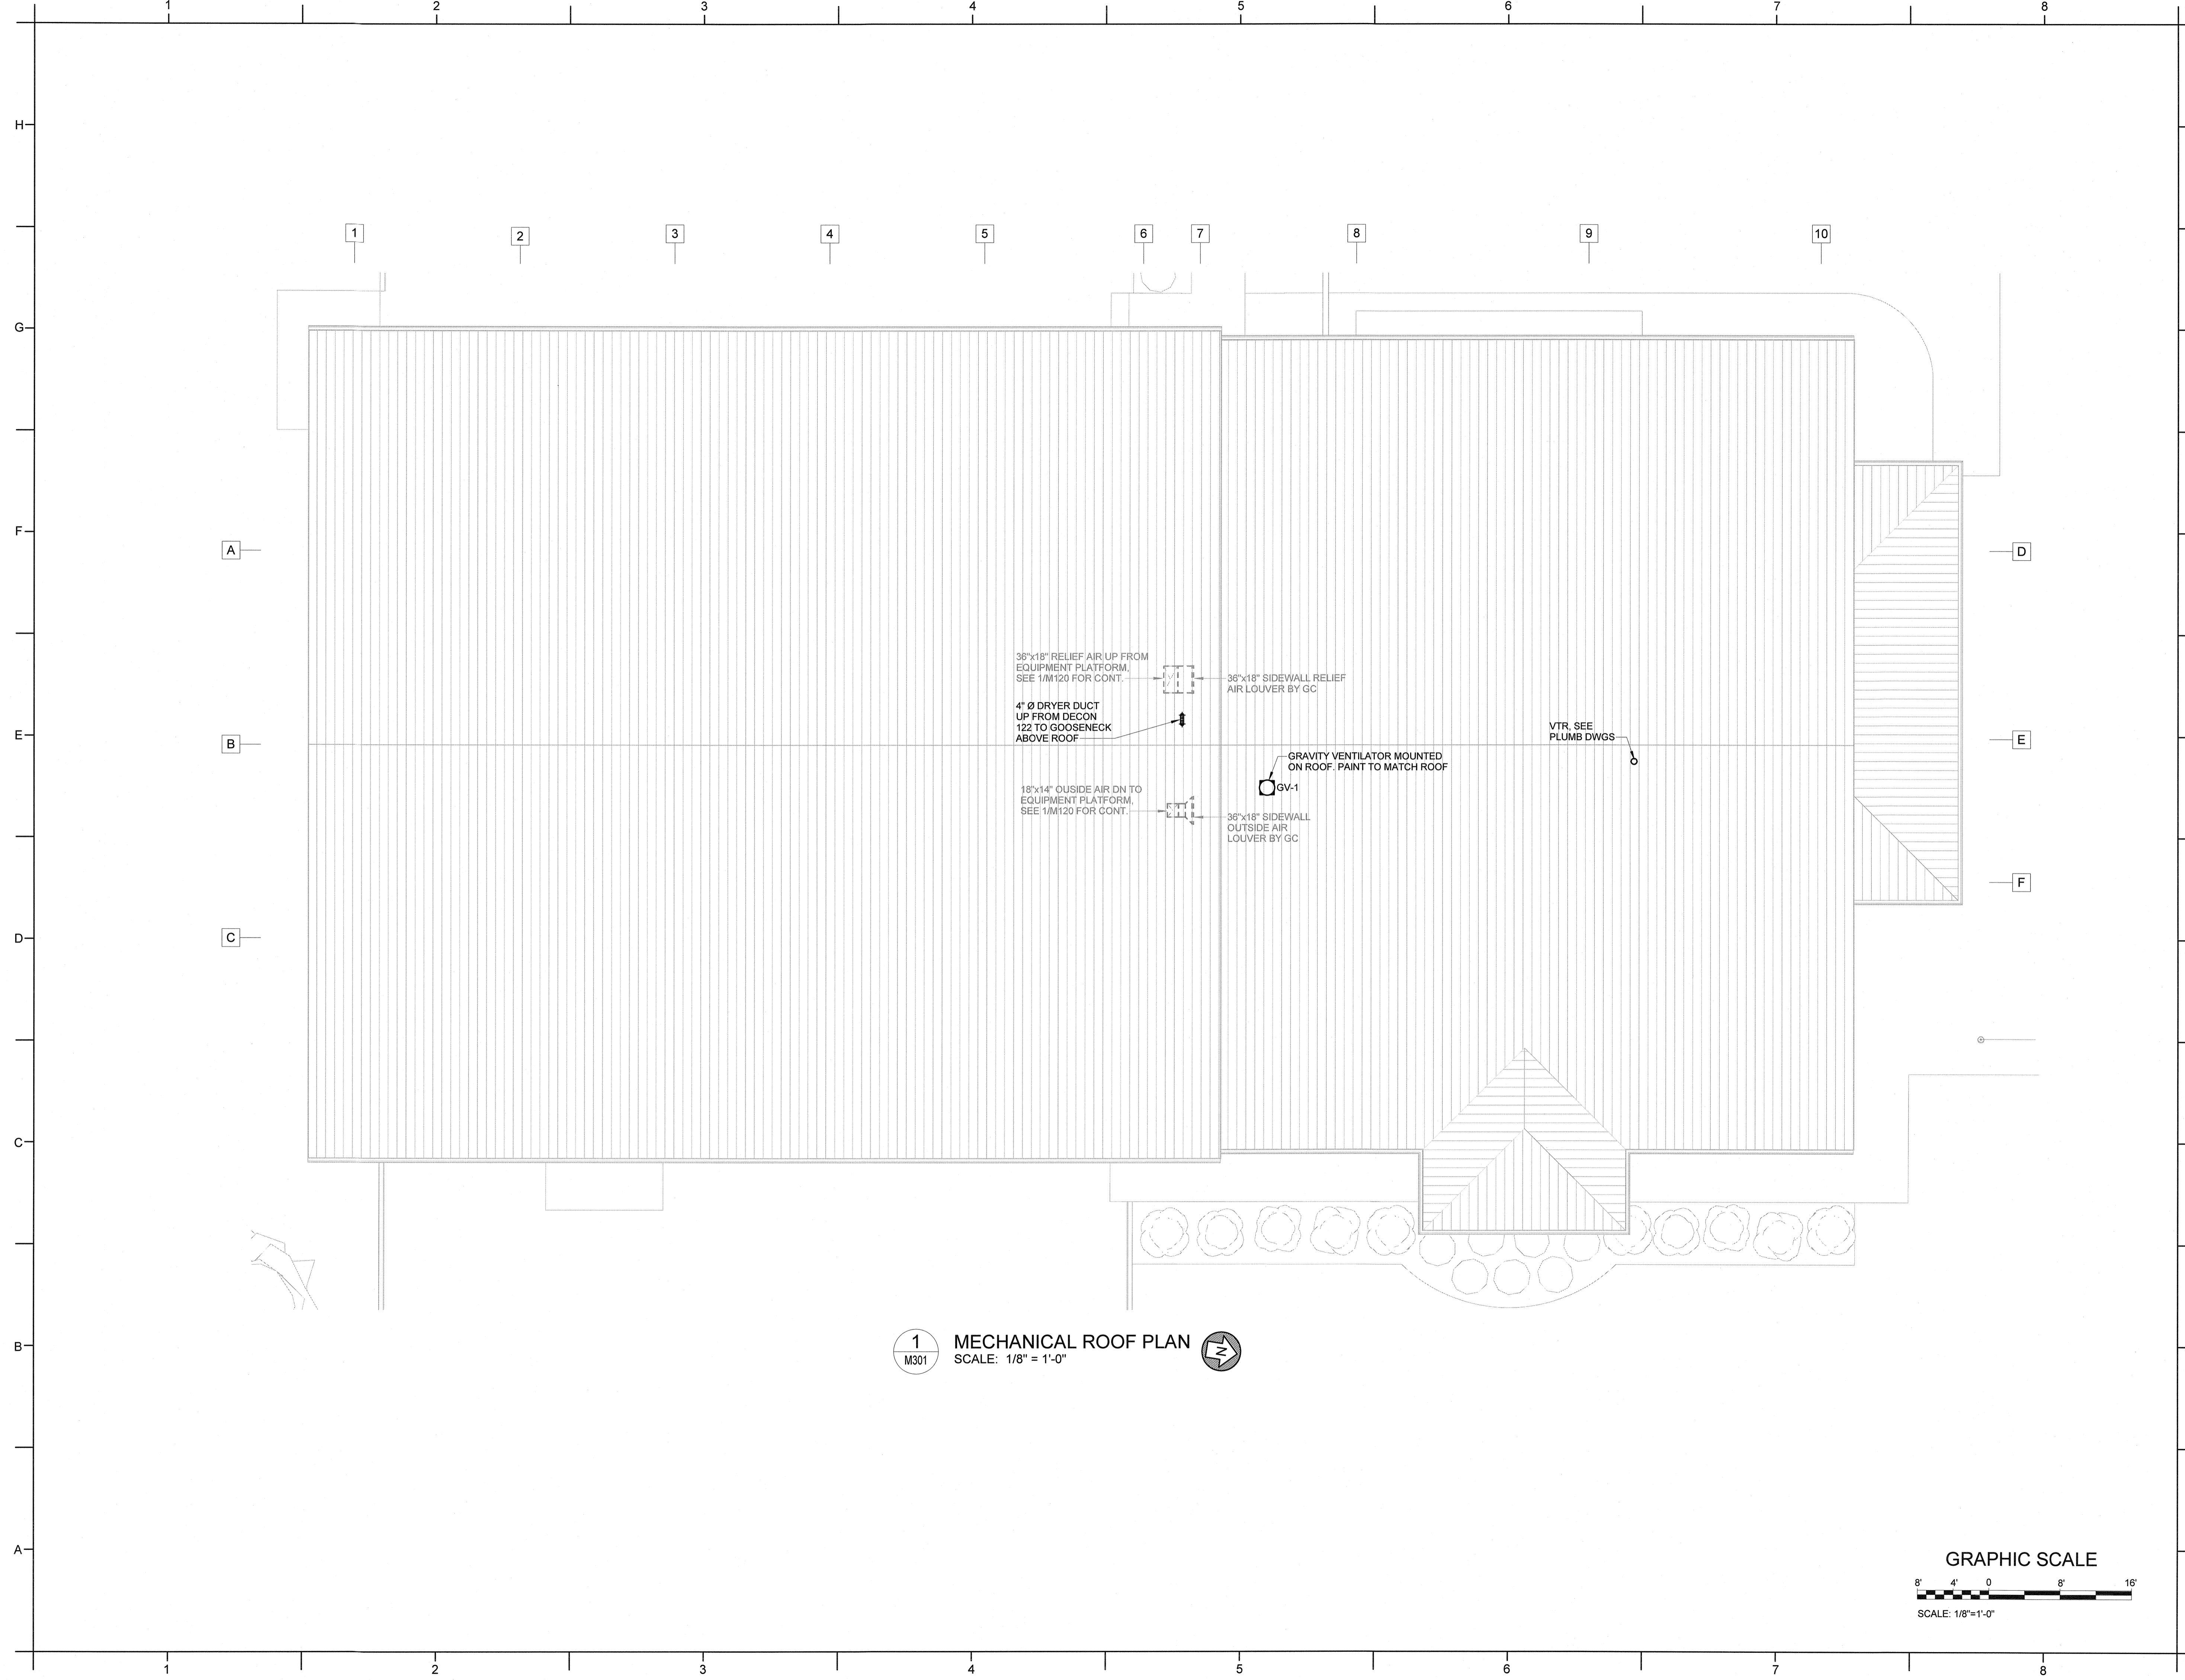 1 2 3 4 5 6 7 8
H
G
F
E
D
C
B
A
1 2 3 4 5 6 7 8 9 10
A
B
C
D
E
F
36"x18" RELIEF AIR UP FROM
EQUIPMENT PLATFORM,
SEE 1/M120 FOR CONT.
36"x18" SIDEWALL RELIEF
AIR LOUVER BY GC
4" Ø DRYER DUCT
UP FROM DECON
122 TO GOOSENECK
ABOVE ROOF
VTR, SEE
PLUMB DWGS
GRAVITY VENTILATOR MOUNTED
ON ROOF. PAINT TO MATCH ROOF
GV-1
18"x14" OUSIDE AIR DN TO
EQUIPMENT PLATFORM,
SEE 1/M120 FOR CONT.
36"x18" SIDEWALL
OUTSIDE AIR
LOUVER BY GC
1
M301
MECHANICAL ROOF PLAN
SCALE: 1/8" = 1'-0"
N
GRAPHIC SCALE
8' 4' 0 8' 16'
SCALE: 1/8"=1'-0"
1 2 3 4 5 6 7 8